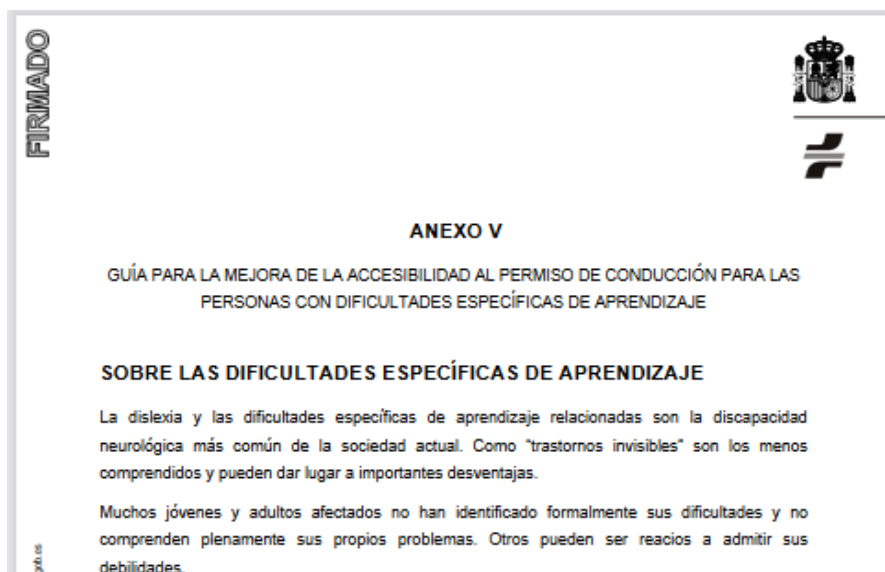 FIRMADO
ANEXO V
GUÍA PARA LA MEJORA DE LA ACCESIBILIDAD AL PERMISO DE CONDUCCIÓN PARA LAS
PERSONAS CON DIFICULTADES ESPECÍFICAS DE APRENDIZAJE
SOBRE LAS DIFICULTADES ESPECÍFICAS DE APRENDIZAJE
La dislexia y las dificultades específicas de aprendizaje relacionadas son la discapacidad
neurológica más común de la sociedad actual. Como "trastornos invisibles" son los menos
comprendidos y pueden dar lugar a importantes desventajas.
Muchos jóvenes y adultos afectados no han identificado formalmente sus dificultades y no
comprenden plenamente sus propios problemas. Otros pueden ser reacios a admitir sus
debilidades.
gob.es